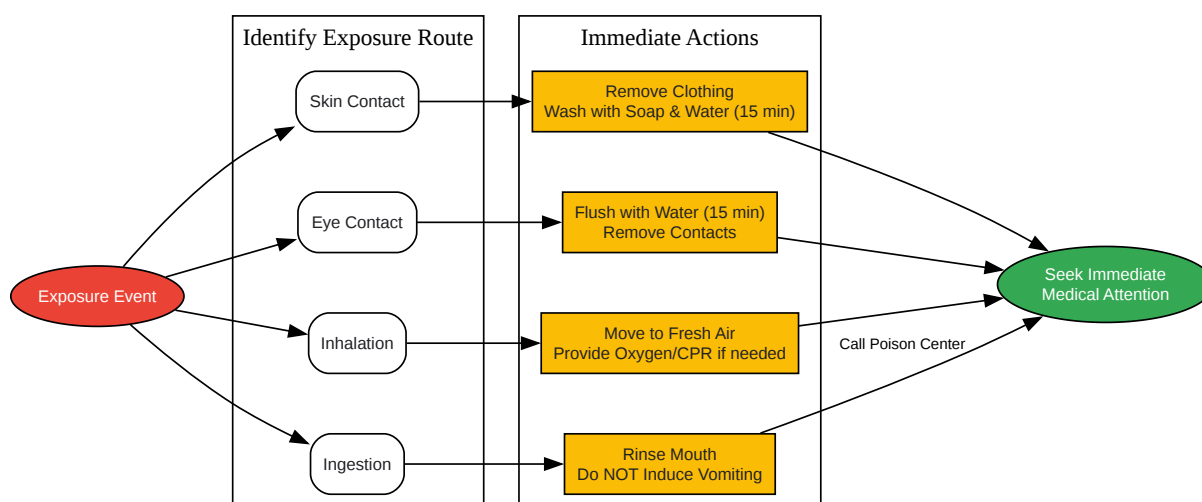 Identify Exposure Route
Immediate Actions
Exposure Event
Skin Contact
Remove Clothing
Wash with Soap & Water (15 min)
Eye Contact
Flush with Water (15 min)
Remove Contacts
Inhalation
Move to Fresh Air
Provide Oxygen/CPR if needed
Ingestion
Rinse Mouth
Do NOT Induce Vomiting
Call Poison Center
Seek Immediate
Medical Attention